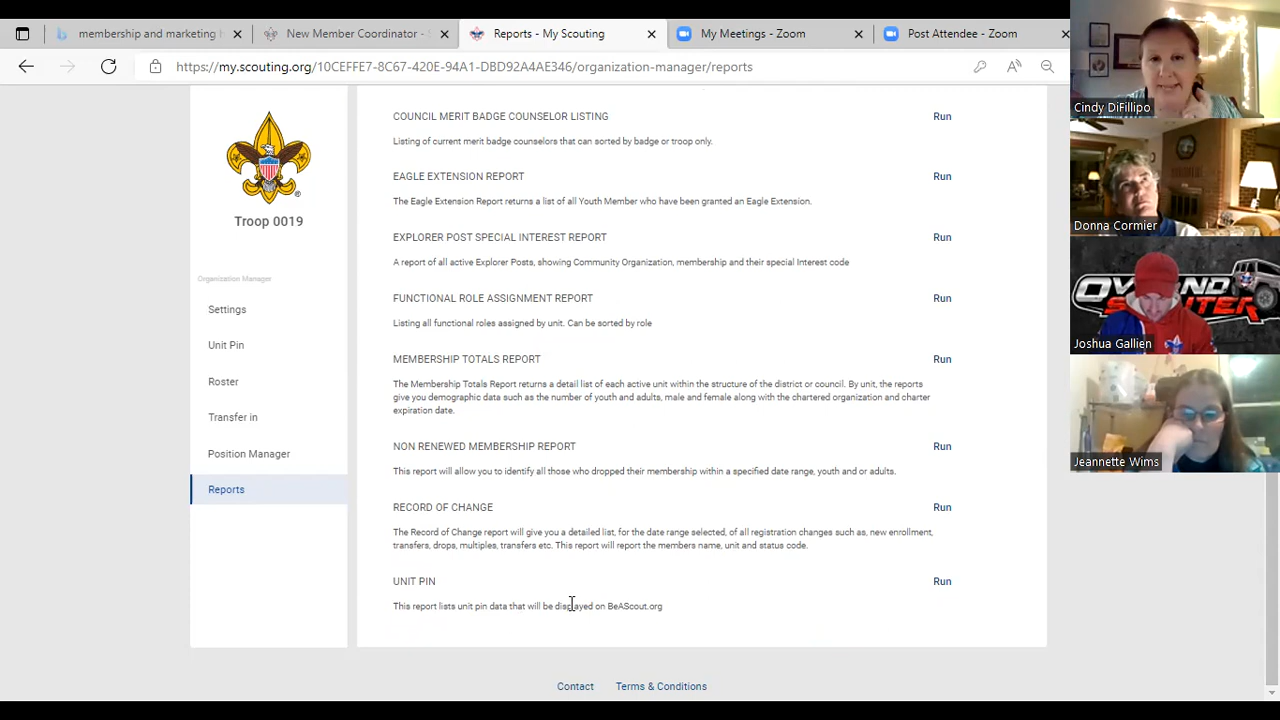 membership and marketing
New Member Coordinator -
Reports - My Scouting
My Meetings - Zoom
Post Attendee - Zoom
https://my.scouting.org/10CEFFE7-8C67-420E-94A1-DBD92A4AE346/organization-manager/reports
Troop 0019
Organization Manager
Settings
Unit Pin
Roster
Transfer in
Position Manager
Reports
COUNCIL MERIT BADGE COUNSELOR LISTING
Run
Listing of current merit badge counselors that can sorted by badge or troop only.
EAGLE EXTENSION REPORT
Run
The Eagle Extension Report returns a list of all Youth Member who have been granted an Eagle Extension.
EXPLORER POST SPECIAL INTEREST REPORT
Run
A report of all active Explorer Posts, showing Community Organization, membership and their special Interest code
FUNCTIONAL ROLE ASSIGNMENT REPORT
Run
Listing all functional roles assigned by unit. Can be sorted by role
MEMBERSHIP TOTALS REPORT
Run
The Membership Totals Report returns a detail list of each active unit within the structure of the district or council. By unit, the reports
give you demographic data such as the number of youth and adults, male and female along with the chartered organization and charter
expiration date.
NON RENEWED MEMBERSHIP REPORT
Run
This report will allow you to identify all those who dropped their membership within a specified date range, youth and or adults.
RECORD OF CHANGE
Run
The Record of Change report will give you a detailed list, for the date range selected, of all registration changes such as, new enrollment,
transfers, drops, multiples, transfers etc. This report will report the members name, unit and status code.
UNIT PIN
Run
This report lists unit pin data that will be displayed on BeAScout.org
Contact
Terms & Conditions
Cindy DiFillipo
Donna Cormier
Joshua Gallien
Jeannette Wims